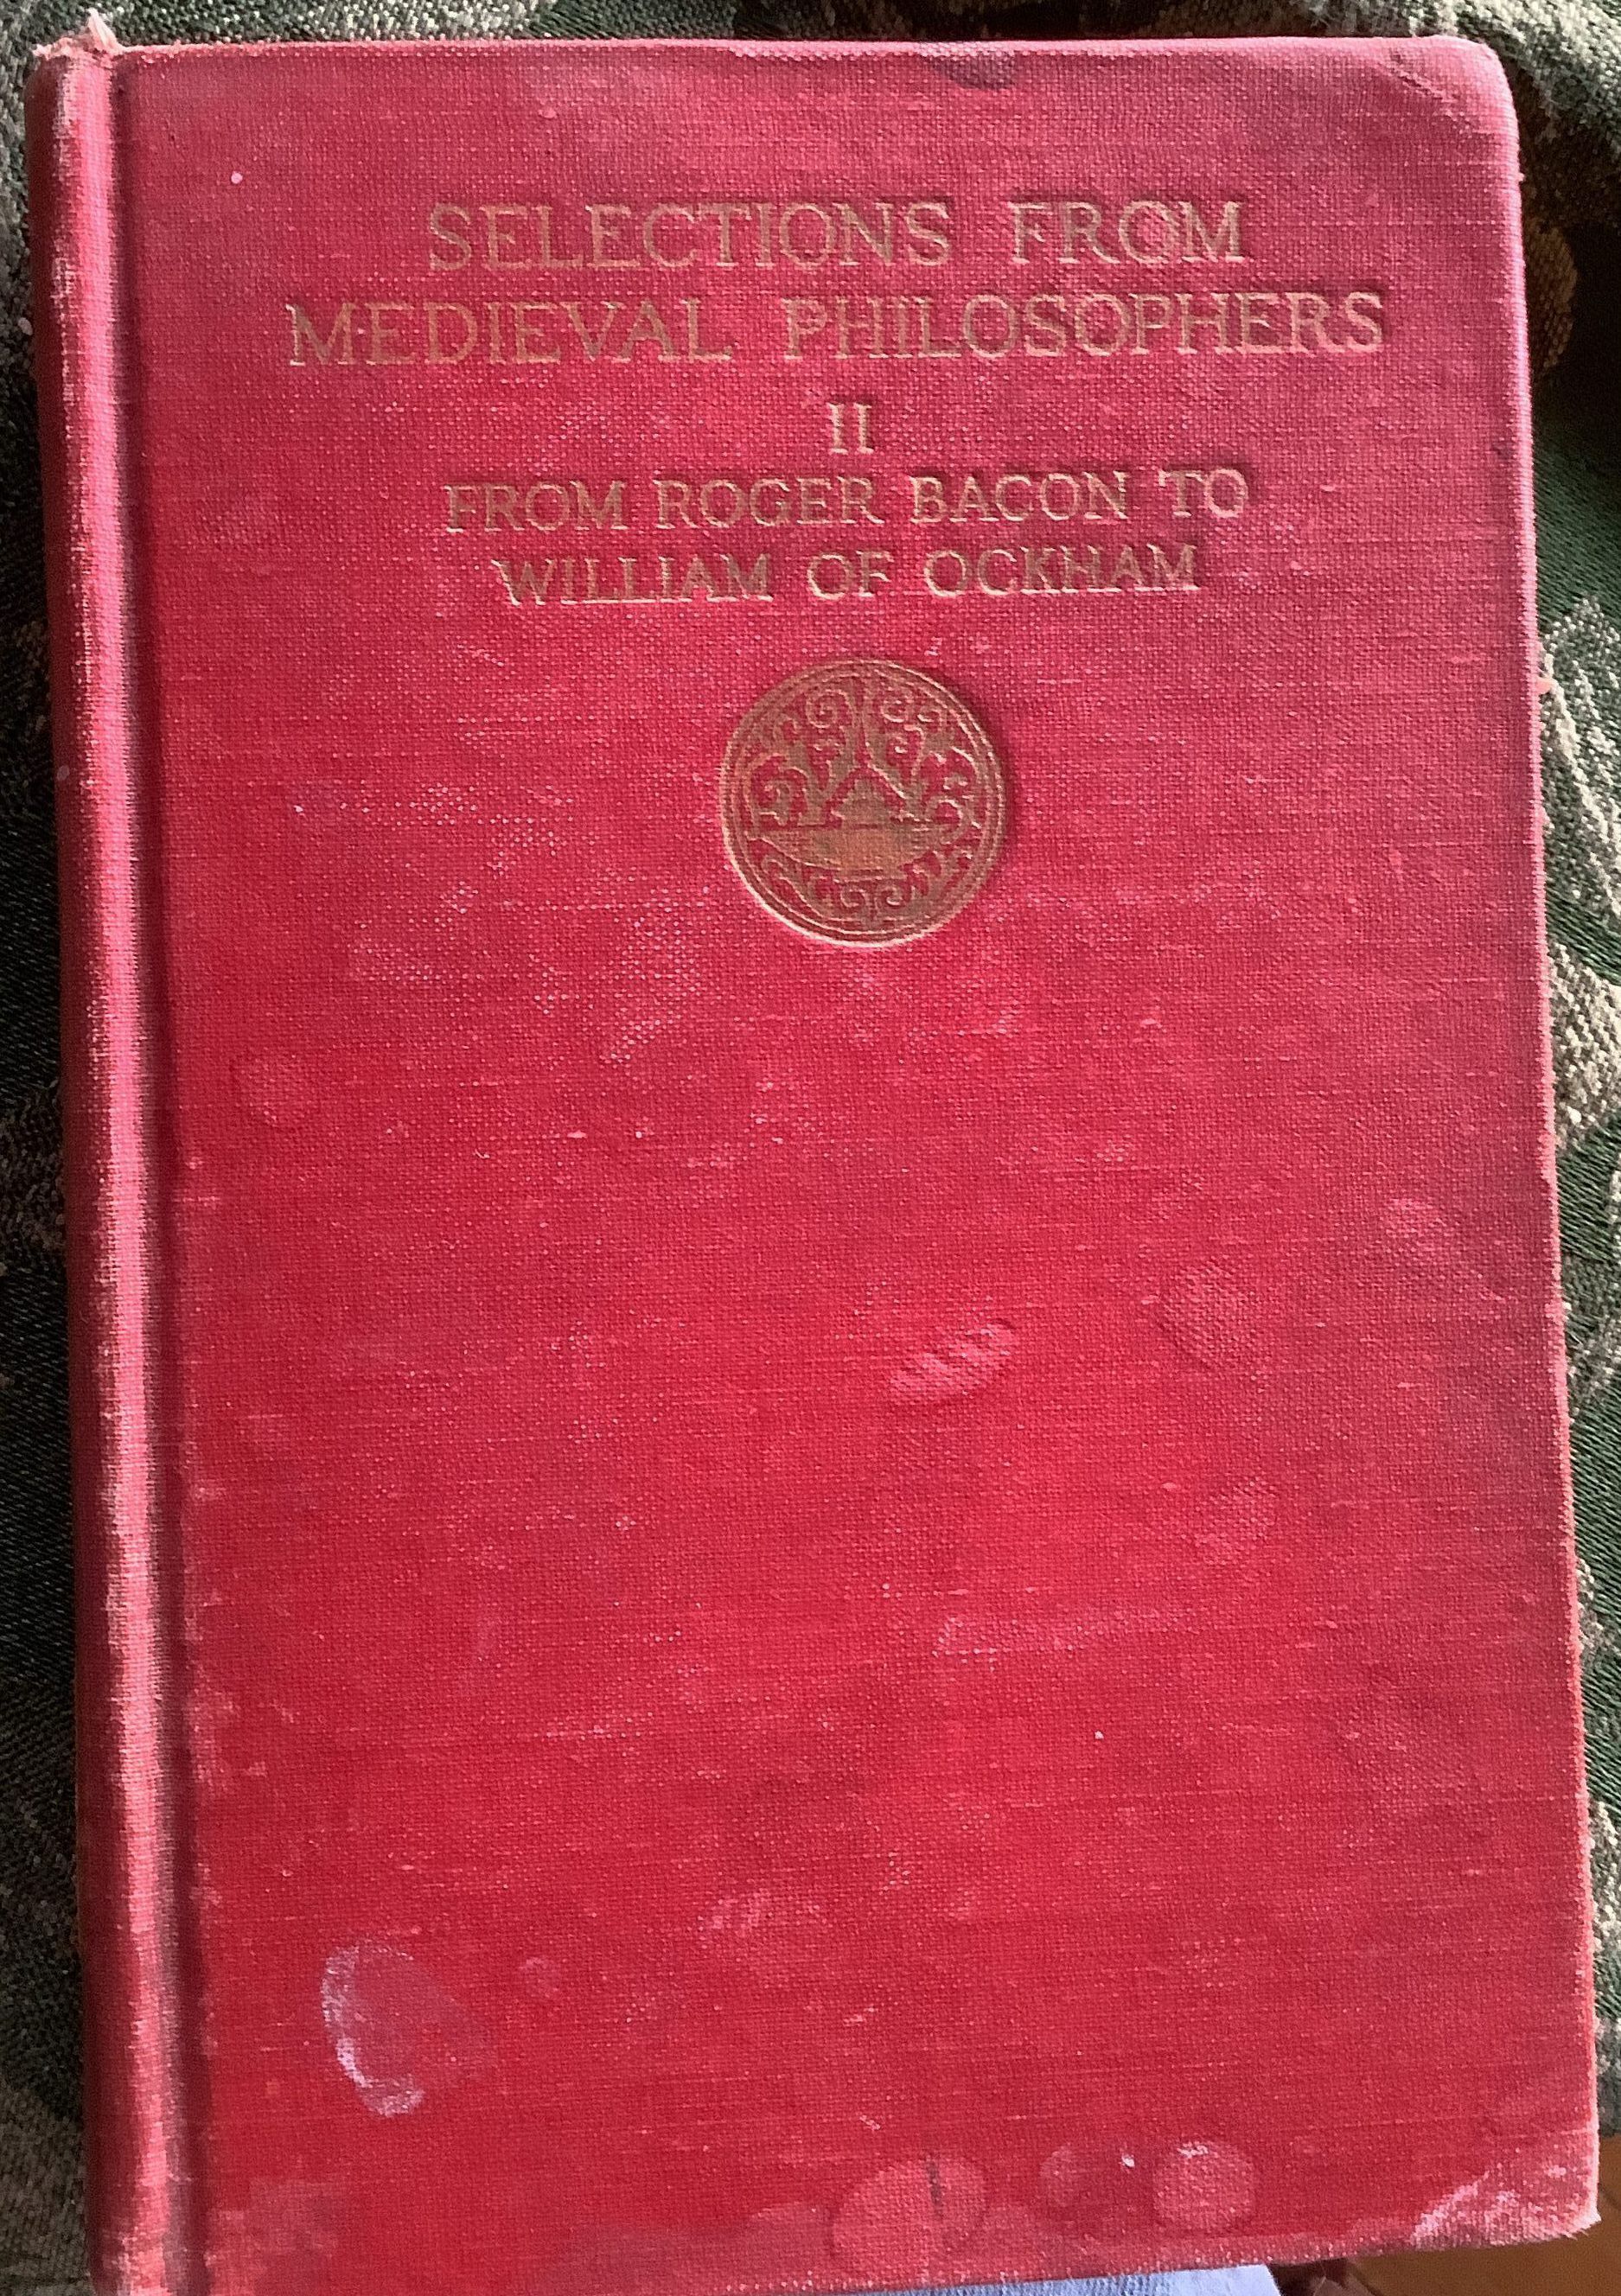 SELECTIONS FROM
MEDIEVAL PHILOSOPHERS
II
FROM ROGER BACON TO
WILLIAM OF OCKHAM